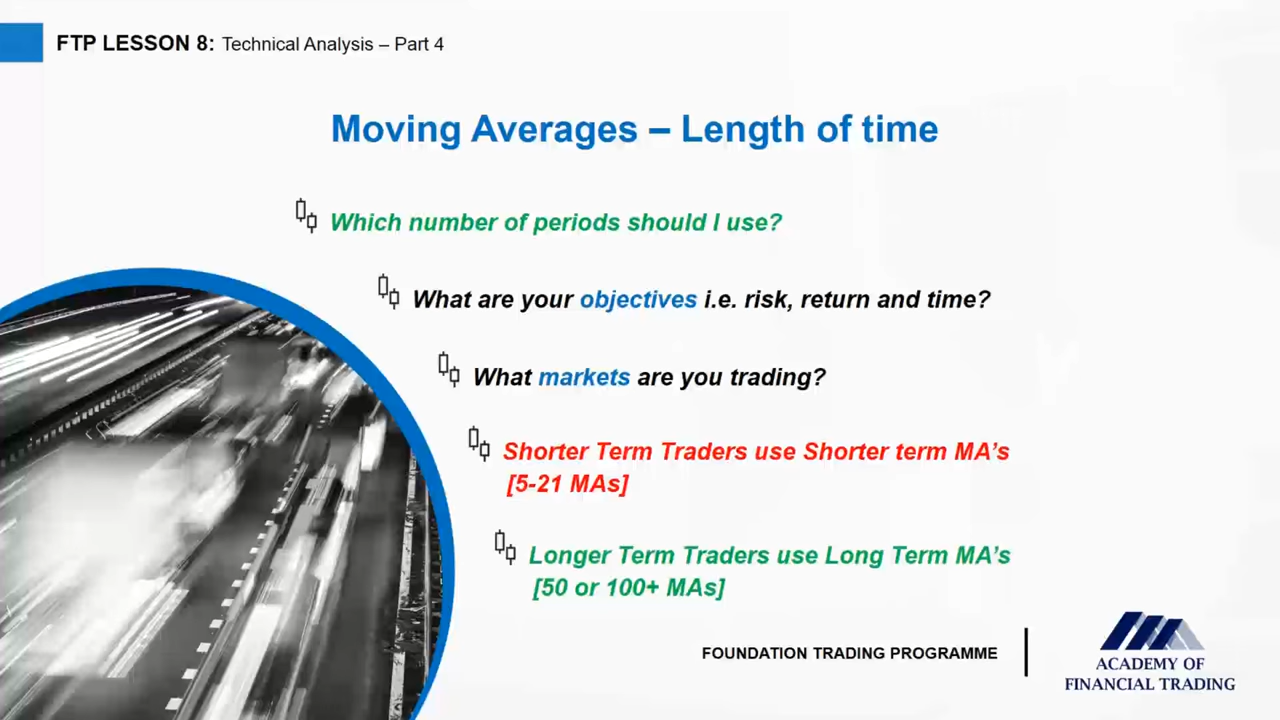 FTP LESSON 8: Technical Analysis – Part 4
Moving Averages – Length of time
Which number of periods should I use?
What are your objectives i.e. risk, return and time?
What markets are you trading?
Shorter Term Traders use Shorter term MA’s
[5-21 MAs]
Longer Term Traders use Long Term MA’s
[50 or 100+ MAs]
FOUNDATION TRADING PROGRAMME
ACADEMY OF
FINANCIAL TRADING